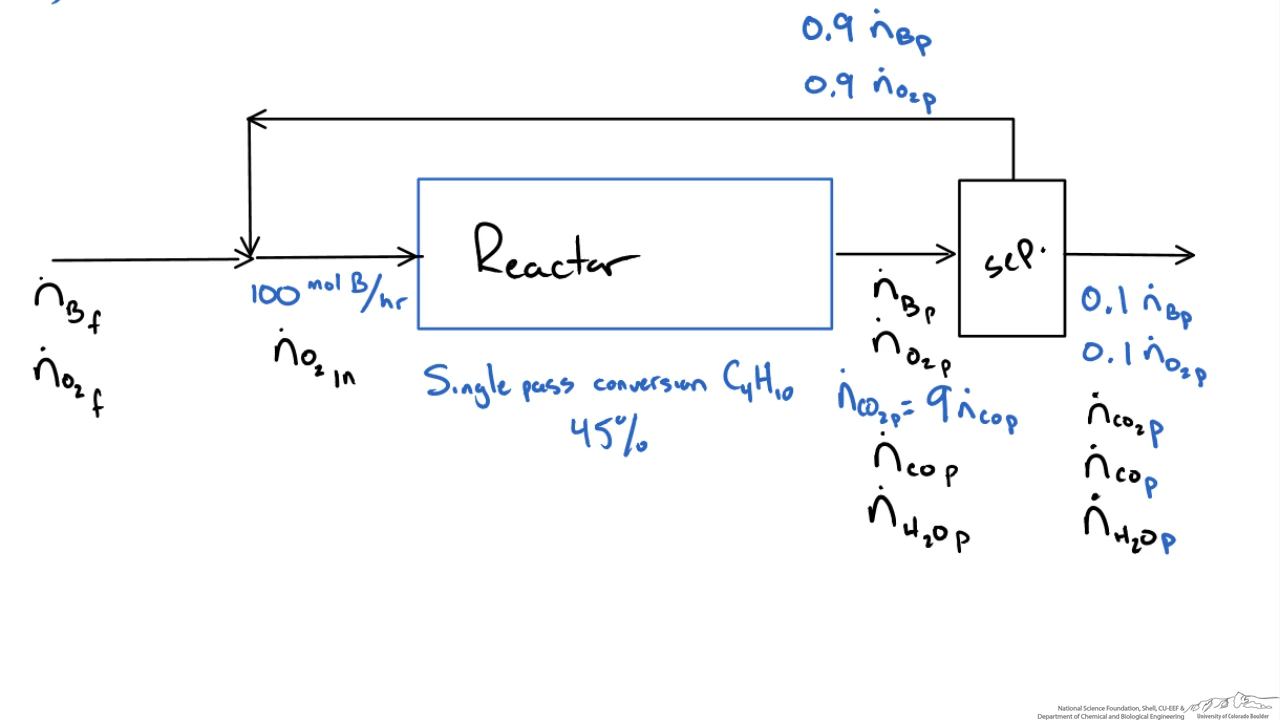 0.9 ṅBp
0.9 ṅO₂p
Reactor
sep.
ṅBf
ṅO₂f
100 mol B/hr
ṅO₂ in
Single pass conversion C₄H₁₀
45%
ṅBp
ṅO₂p
ṅCO₂p = 9ṅCOp
ṅCOp
ṅH₂Op
0.1 ṅBp
0.1 ṅO₂p
ṅCO₂p
ṅCOp
ṅH₂Op
National Science Foundation, Shell, CU-EEF &
Department of Chemical and Biological Engineering
University of Colorado Boulder